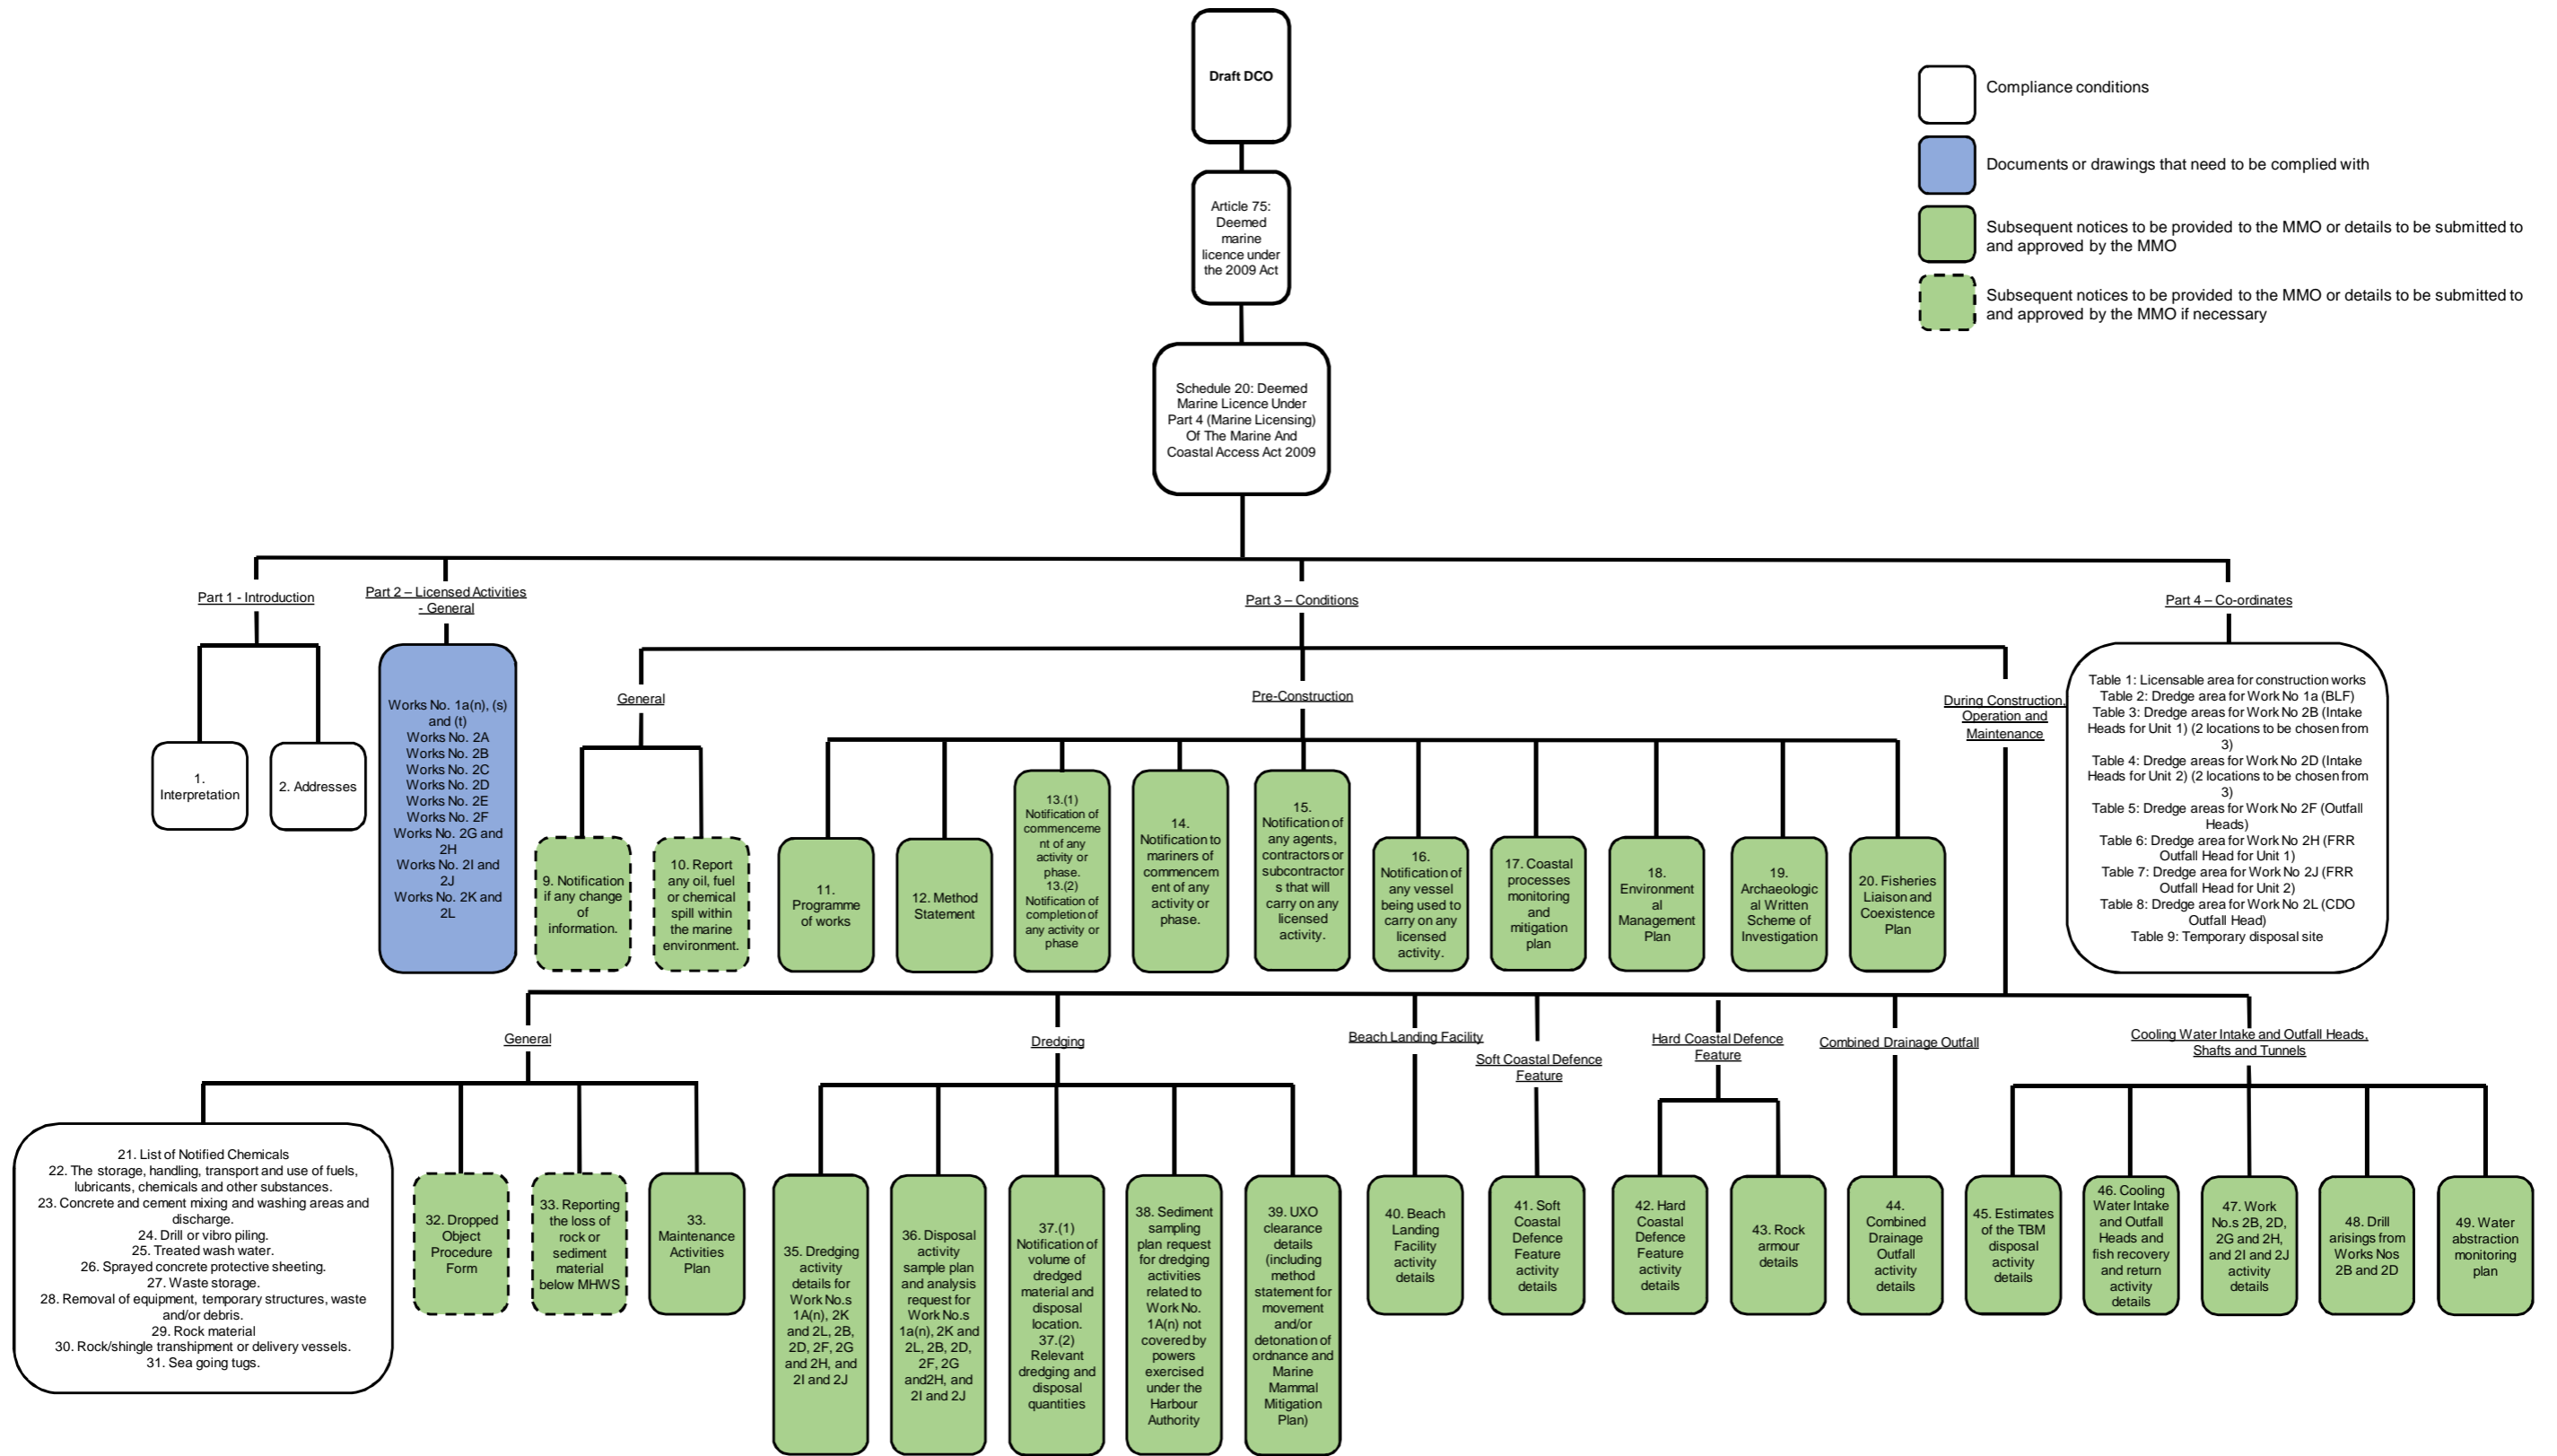 Draft DCO
Compliance conditions
Documents or drawings that need to be complied with
Subsequent notices to be provided to the MMO or details to be submitted to
and approved by the MMO
Subsequent notices to be provided to the MMO or details to be submitted to
and approved by the MMO if necessary
Article 75:
Deemed
marine
licence under
the 2009 Act
Schedule 20: Deemed
Marine Licence Under
Part 4 (Marine Licensing)
Of The Marine And
Coastal Access Act 2009
Part 1 - Introduction
Part 2 – Licensed Activities
- General
Part 3 – Conditions
Part 4 – Co-ordinates
1.
Interpretation
2. Addresses
Works No. 1a(n), (s)
and (t)
Works No. 2A
Works No. 2B
Works No. 2C
Works No. 2D
Works No. 2E
Works No. 2F
Works No. 2G and
2H
Works No. 2I and
2J
Works No. 2K and
2L
General
Pre-Construction
During Construction,
Operation and
Maintenance
Table 1: Licensable area for construction works
Table 2: Dredge area for Work No 1a (BLF)
Table 3: Dredge areas for Work No 2B (Intake
Heads for Unit 1) (2 locations to be chosen from
3)
Table 4: Dredge areas for Work No 2D (Intake
Heads for Unit 2) (2 locations to be chosen from
3)
Table 5: Dredge areas for Work No 2F (Outfall
Heads)
Table 6: Dredge area for Work No 2H (FRR
Outfall Head for Unit 1)
Table 7: Dredge area for Work No 2J (FRR
Outfall Head for Unit 2)
Table 8: Dredge area for Work No 2L (CDO
Outfall Head)
Table 9: Temporary disposal site
9. Notification
if any change
of
information.
10. Report
any oil, fuel
or chemical
spill within
the marine
environment.
11.
Programme
of works
12. Method
Statement
13.(1)
Notification of
commenceme
nt of any
activity or
phase.
13.(2)
Notification of
completion of
any activity or
phase
14.
Notification to
mariners of
commencem
ent of any
activity or
phase.
15.
Notification of
any agents,
contractors or
subcontractor
s that will
carry on any
licensed
activity.
16.
Notification of
any vessel
being used to
carry on any
licensed
activity.
17. Coastal
processes
monitoring
and
mitigation
plan
18.
Environment
al Management
Plan
19.
Archaeologic
al Written
Scheme of
Investigation
20. Fisheries
Liaison and
Coexistence
Plan
General
Dredging
Beach Landing Facility
Soft Coastal Defence
Feature
Hard Coastal Defence
Feature
Combined Drainage Outfall
Cooling Water Intake and Outfall Heads,
Shafts and Tunnels
21. List of Notified Chemicals
22. The storage, handling, transport and use of fuels,
lubricants, chemicals and other substances.
23. Concrete and cement mixing and washing areas and
discharge.
24. Drill or vibro piling.
25. Treated wash water.
26. Sprayed concrete protective sheeting.
27. Waste storage.
28. Removal of equipment, temporary structures, waste
and/or debris.
29. Rock material
30. Rock/shingle transhipment or delivery vessels.
31. Sea going tugs.
32. Dropped
Object
Procedure
Form
33. Reporting
the loss of
rock or
sediment
material
below MHWS
33.
Maintenance
Activities
Plan
35. Dredging
activity
details for
Work No.s
1A(n), 2K
and 2L, 2B,
2D, 2F, 2G
and 2H, and
2I and 2J
36. Disposal
activity
sample plan
and analysis
request for
Work No.s
1a(n), 2K and
2L, 2B, 2D,
2F, 2G
and2H, and
2I and 2J
37.(1)
Notification of
volume of
dredged
material and
disposal
location.
37.(2)
Relevant
dredging and
disposal
quantities
38. Sediment
sampling
plan request
for dredging
activities
related to
Work No.
1A(n) not
covered by
powers
exercised
under the
Harbour
Authority
39. UXO
clearance
details
(including
method
statement for
movement
and/or
detonation of
ordnance and
Marine
Mammal
Mitigation
Plan)
40. Beach
Landing
Facility
activity
details
41. Soft
Coastal
Defence
Feature
activity
details
42. Hard
Coastal
Defence
Feature
activity
details
43. Rock
armour
details
44.
Combined
Drainage
Outfall
activity
details
45. Estimates
of the TBM
disposal
activity
details
46. Cooling
Water Intake
and Outfall
Heads and
fish recovery
and return
activity
details
47. Work
No.s 2B, 2D,
2G and 2H,
and 2I and 2J
activity
details
48. Drill
arisings from
Works Nos
2B and 2D
49. Water
abstraction
monitoring
plan